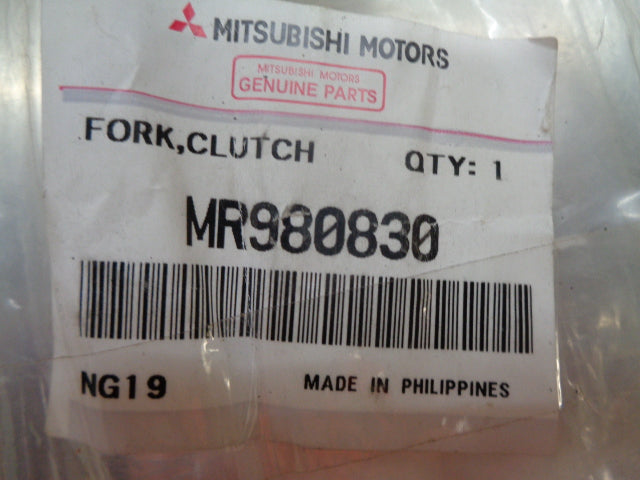 MITSUBISHI MOTORS
MITSUBISHI MOTORS
GENUINE PARTS
FORK,CLUTCH QTY: 1
MR980830
NG19 MADE IN PHILIPPINES